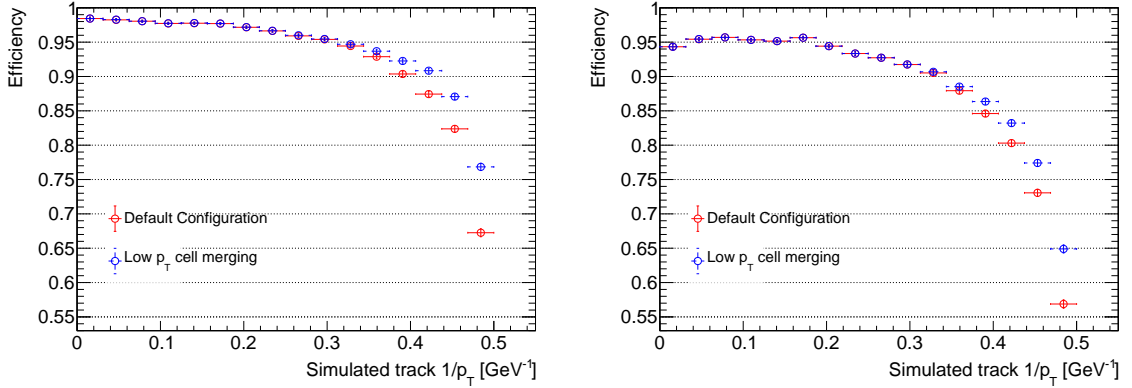 Efficiency
1
0.95
0.9
0.85
0.8
0.75
0.7
0.65
0.6
0.55
Default Configuration
Low p_T cell merging
0 0.1 0.2 0.3 0.4 0.5
Simulated track 1/p_T [GeV⁻¹]
Efficiency
1
0.95
0.9
0.85
0.8
0.75
0.7
0.65
0.6
0.55
Default Configuration
Low p_T cell merging
0 0.1 0.2 0.3 0.4 0.5
Simulated track 1/p_T [GeV⁻¹]